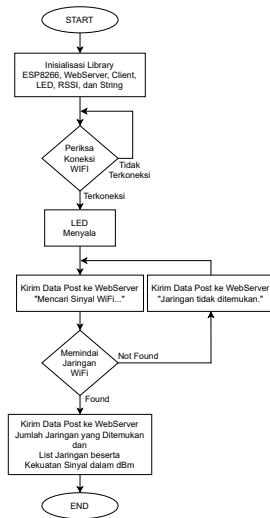 START
Inisialisasi Library
ESP8266, WebServer, Client,
LED, RSSI, dan String
Periksa
Koneksi
WIFI
Tidak
Terkoneksi
Terkoneksi
LED
Menyala
Kirim Data Post ke WebServer
"Mencari Sinyal WiFi..."
Kirim Data Post ke WebServer
"Jaringan tidak ditemukan."
Memindai
Jaringan
WiFi
Not Found
Found
Kirim Data Post ke WebServer
Jumlah Jaringan yang Ditemukan
dan
List Jaringan beserta
Kekuatan Sinyal dalam dBm
END